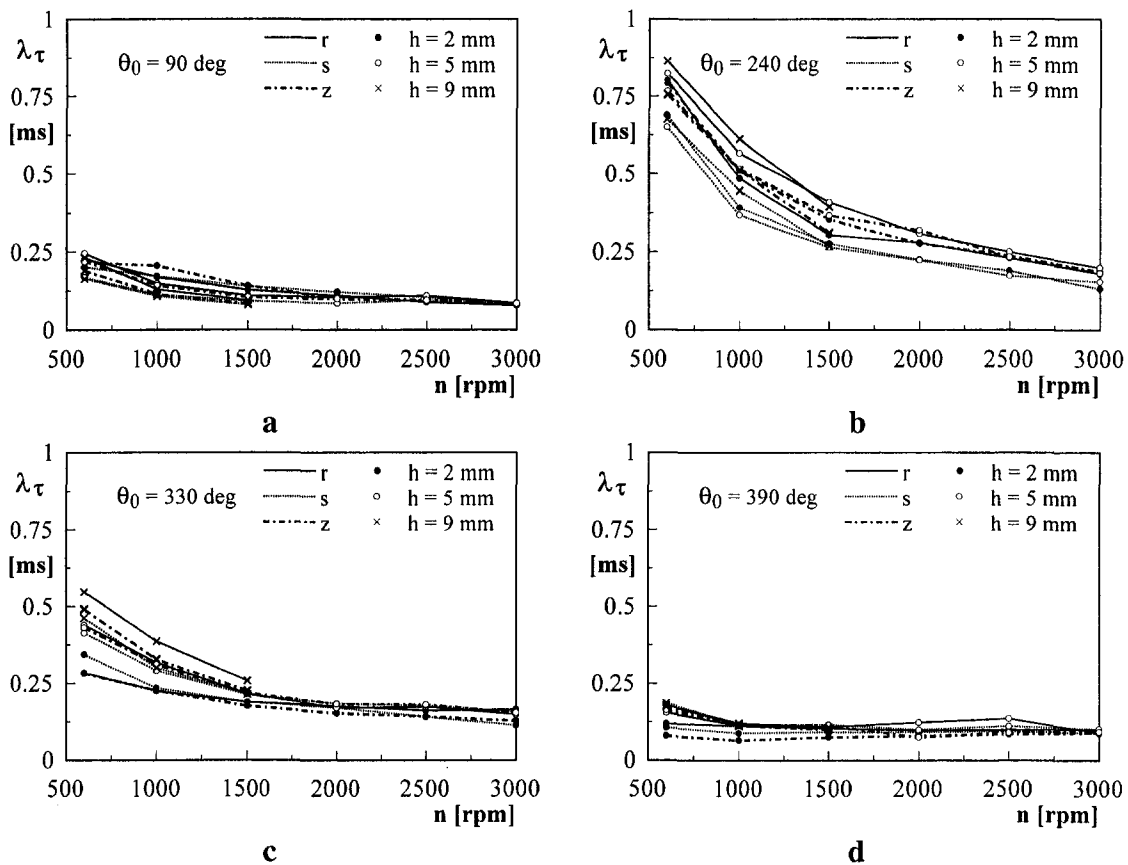 1
λτ
θ0 = 90 deg
r
h = 2 mm
s
h = 5 mm
z
h = 9 mm
0.75
[ms]
0.5
0.25
0
500 1000 1500 2000 2500 3000
n [rpm]
a
1
λτ
θ0 = 240 deg
r
h = 2 mm
s
h = 5 mm
z
h = 9 mm
0.75
[ms]
0.5
0.25
0
500 1000 1500 2000 2500 3000
n [rpm]
b
1
λτ
θ0 = 330 deg
r
h = 2 mm
s
h = 5 mm
z
h = 9 mm
0.75
[ms]
0.5
0.25
0
500 1000 1500 2000 2500 3000
n [rpm]
c
1
λτ
θ0 = 390 deg
r
h = 2 mm
s
h = 5 mm
z
h = 9 mm
0.75
[ms]
0.5
0.25
0
500 1000 1500 2000 2500 3000
n [rpm]
d